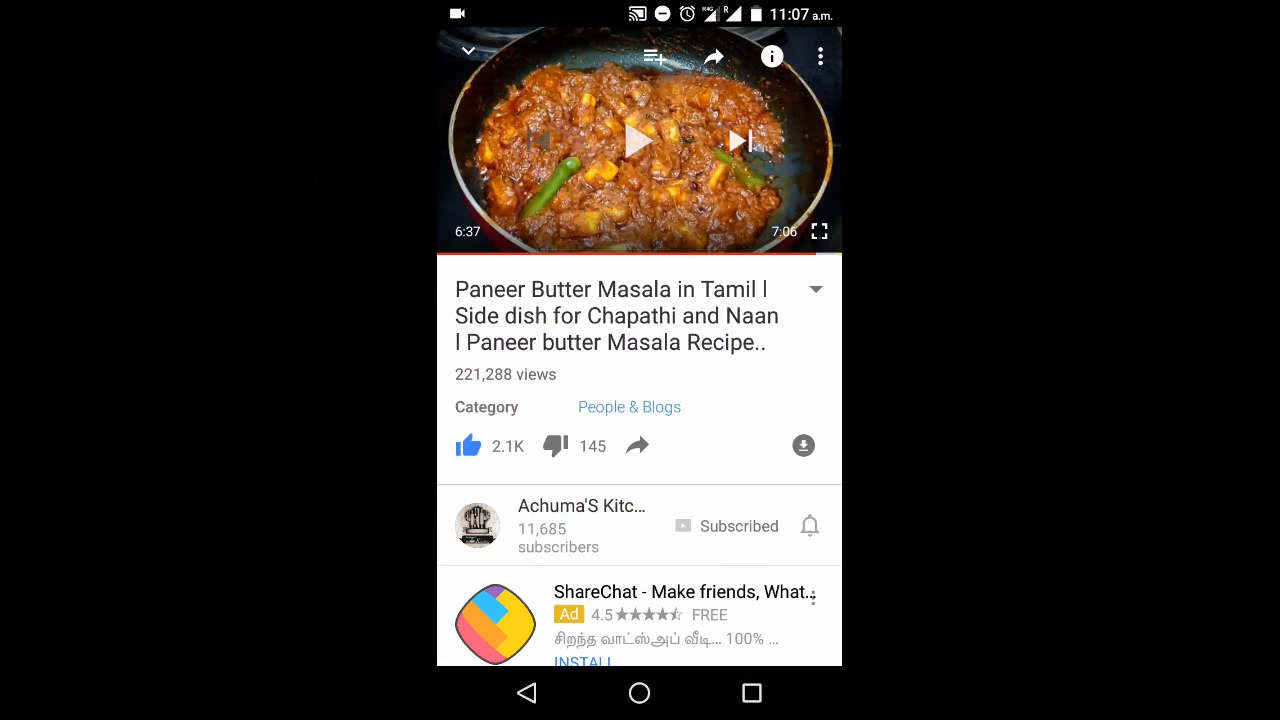 R4G R 11:07 a.m.
6:37 7:06
Paneer Butter Masala in Tamil l
Side dish for Chapathi and Naan
l Paneer butter Masala Recipe..
221,288 views
Category People & Blogs
2.1K 145
Achuma'S Kitc...
11,685
subscribers
Subscribed
ShareChat - Make friends, What..
Ad 4.5 FREE
சிறந்த வாட்ஸ்அப் வீடி... 100% ...
INSTALL